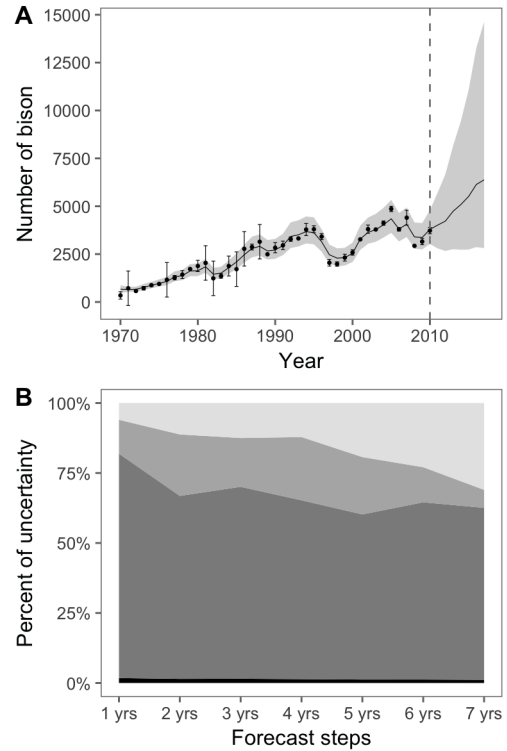 A
Number of bison
15000
12500
10000
7500
5000
2500
0
1970 1980 1990 2000 2010
Year
B
Percent of uncertainty
100%
75%
50%
25%
0%
1 yrs 2 yrs 3 yrs 4 yrs 5 yrs 6 yrs 7 yrs
Forecast steps